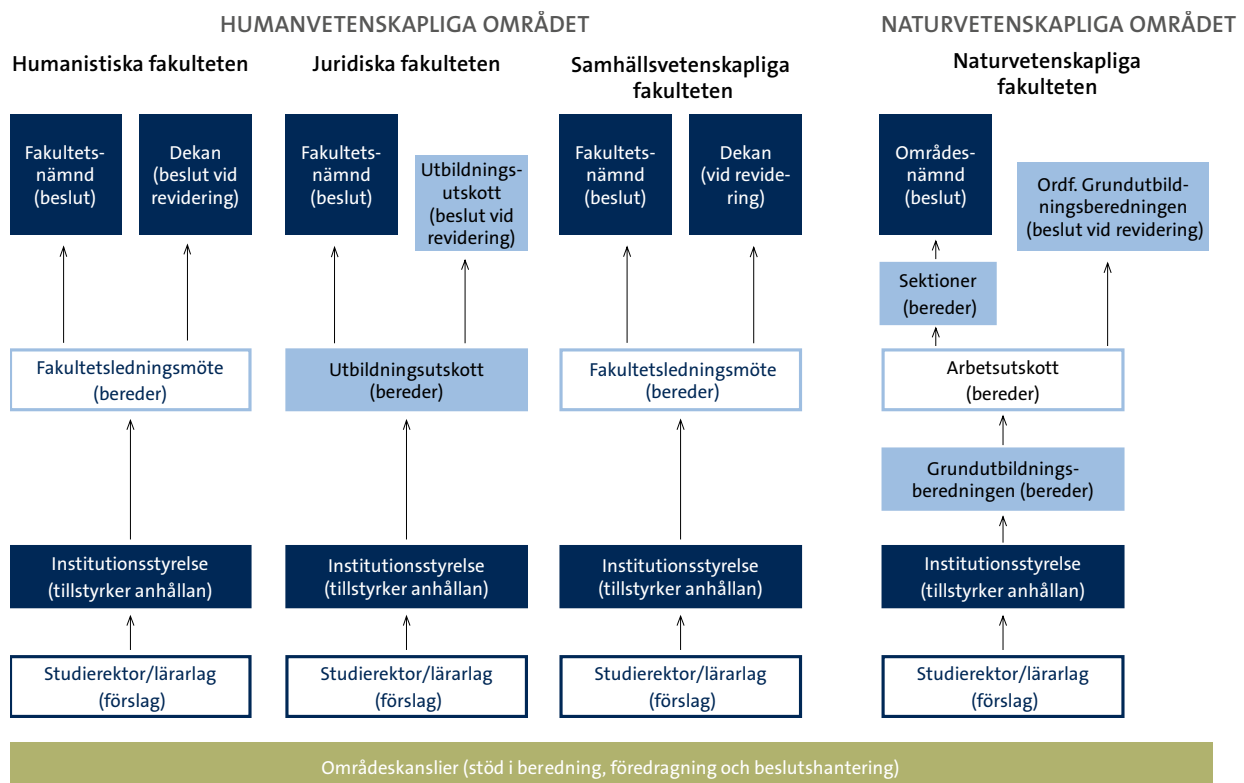 HUMANVETENSKAPLIGA OMRÅDET
NATURVETENSKAPLIGA OMRÅDET
Humanistiska fakulteten
Juridiska fakulteten
Samhällsvetenskapliga
fakulteten
Naturvetenskapliga
fakulteten
Fakultets-
nämnd
(beslut)
Dekan
(beslut vid
revidering)
Fakultets-
nämnd
(beslut)
Utbildnings-
utskott
(beslut vid
revidering)
Fakultets-
nämnd
(beslut)
Dekan
(vid revide-
ring)
Områdes-
nämnd
(beslut)
Ordf. Grundutbild-
ningsberedningen
(beslut vid revidering)
Sektioner
(bereder)
Fakultetsledningsmöte
(bereder)
Utbildningsutskott
(bereder)
Fakultetsledningsmöte
(bereder)
Arbetsutskott
(bereder)
Grundutbildnings-
beredningen (bereder)
Institutionsstyrelse
(tillstyrker anhållan)
Institutionsstyrelse
(tillstyrker anhållan)
Institutionsstyrelse
(tillstyrker anhållan)
Institutionsstyrelse
(tillstyrker anhållan)
Studierektor/lärarlag
(förslag)
Studierektor/lärarlag
(förslag)
Studierektor/lärarlag
(förslag)
Studierektor/lärarlag
(förslag)
Områdeskanslier (stöd i beredning, föredragning och beslutshantering)